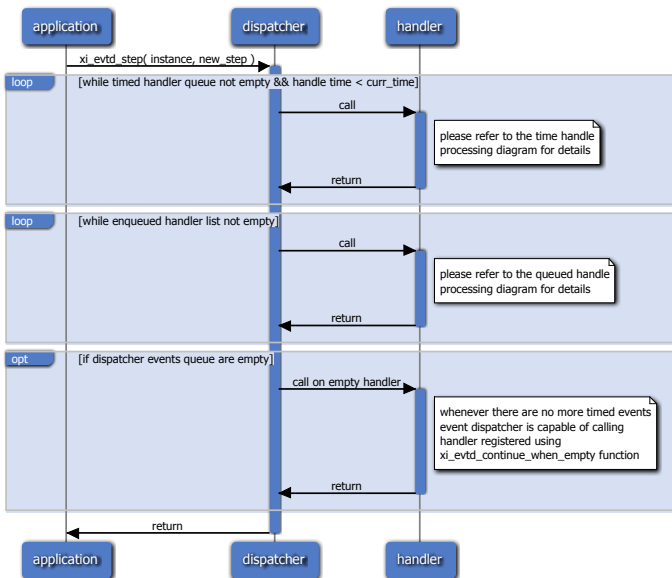 application dispatcher handler
xi_evtd_step( instance, new_step )
loop [while timed handler queue not empty && handle time < curr_time]
call
please refer to the time handle
processing diagram for details
return
loop [while enqueued handler list not empty]
call
please refer to the queued handle
processing diagram for details
return
opt [if dispatcher events queue are empty]
call on empty handler
whenever there are no more timed events
event dispatcher is capable of calling
handler registered using
xi_evtd_continue_when_empty function
return
return
application dispatcher handler